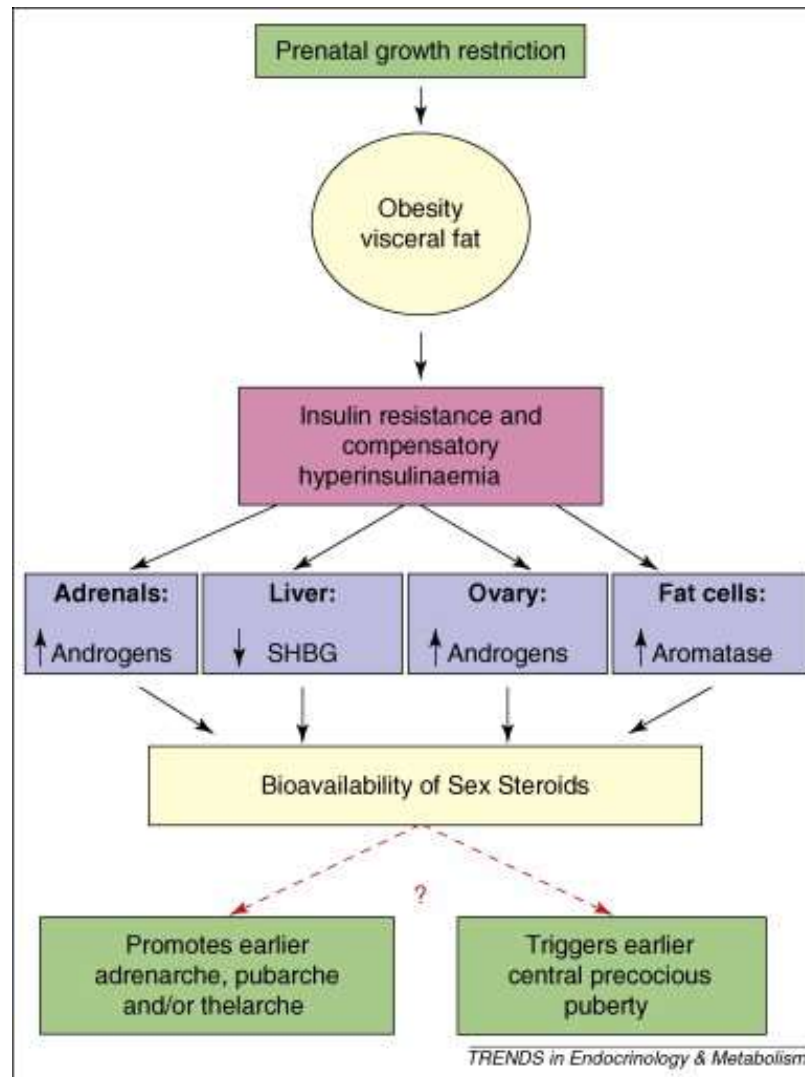 Prenatal growth restriction
Obesity
visceral fat
Insulin resistance and
compensatory
hyperinsulinaemia
Adrenals:
↑ Androgens
Liver:
↓ SHBG
Ovary:
↑ Androgens
Fat cells:
↑ Aromatase
Bioavailability of Sex Steroids
?
Promotes earlier
adrenarche, pubarche
and/or thelarche
Triggers earlier
central precocious
puberty
TRENDS in Endocrinology & Metabolism